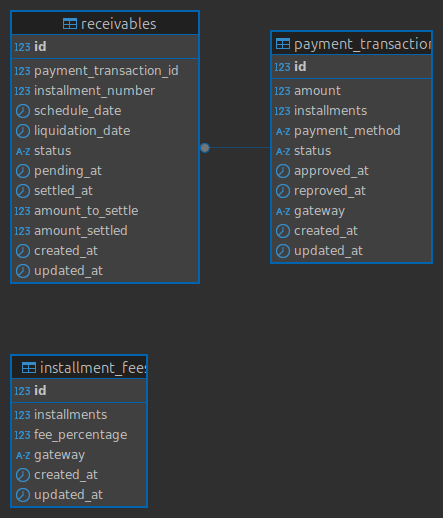 receivables
123 id
123 payment_transaction_id
123 installment_number
schedule_date
liquidation_date
A-Z status
pending_at
settled_at
123 amount_to_settle
123 amount_settled
created_at
updated_at
payment_transaction
123 id
123 amount
123 installments
A-Z payment_method
A-Z status
approved_at
reproved_at
A-Z gateway
created_at
updated_at
installment_fees
123 id
123 installments
123 fee_percentage
A-Z gateway
created_at
updated_at